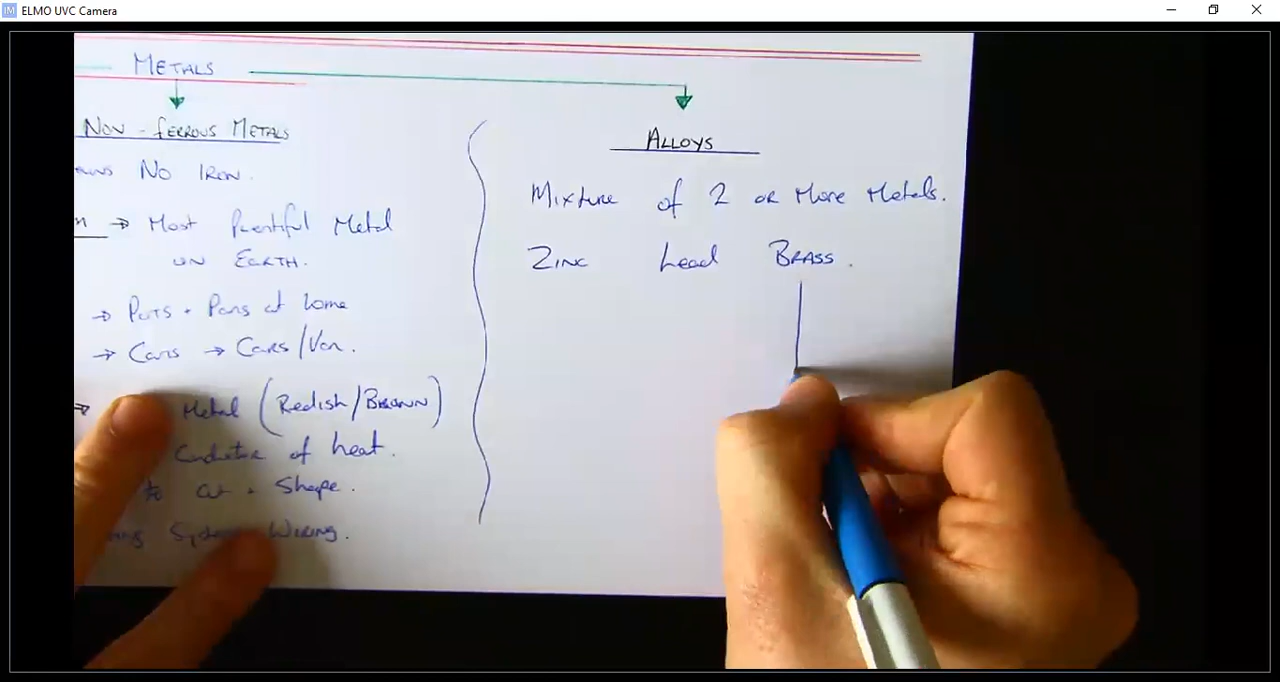 ELMO UVC Camera
METALS
NON-FERROUS METALS
NO IRON.
→ Most Plentiful Metal
ON EARTH.
→ POTS + Pans at home
→ Cans → CARS/Van.
Metal (Redish/BROWN)
of heat.
to cut + Shape.
WIRING.
ALLOYS
Mixture of 2 OR More Metals.
ZINC Lead BRASS.